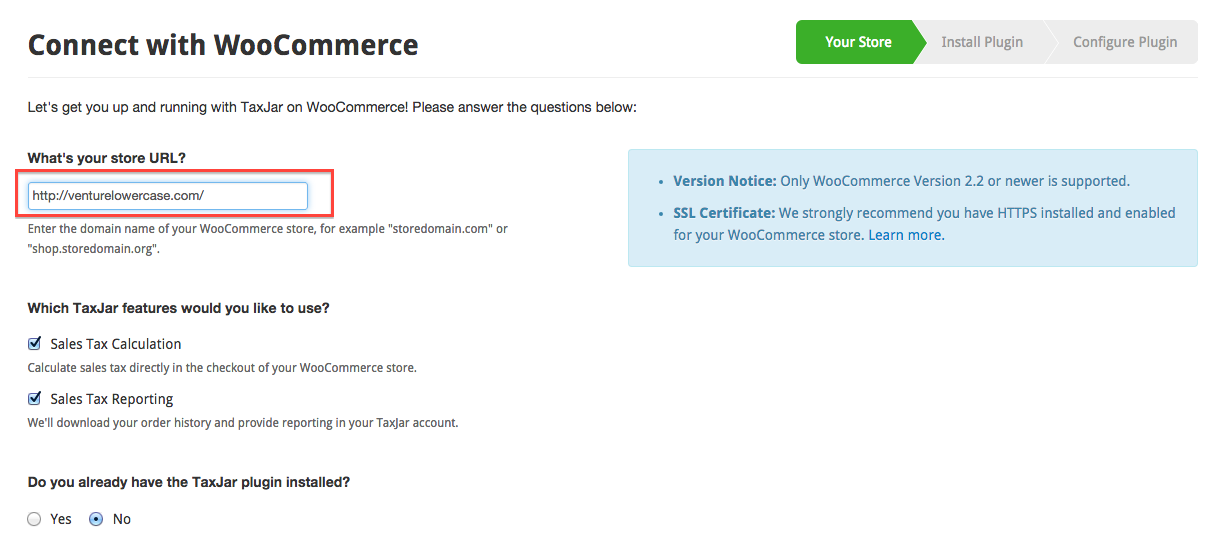 Connect with WooCommerce
Your Store
Install Plugin
Configure Plugin
Let's get you up and running with TaxJar on WooCommerce! Please answer the questions below:
What's your store URL?
http://venturelowercase.com/
Enter the domain name of your WooCommerce store, for example "storedomain.com" or
"shop.storedomain.org".
• Version Notice: Only WooCommerce Version 2.2 or newer is supported.
• SSL Certificate: We strongly recommend you have HTTPS installed and enabled
for your WooCommerce store. Learn more.
Which TaxJar features would you like to use?
Sales Tax Calculation
Calculate sales tax directly in the checkout of your WooCommerce store.
Sales Tax Reporting
We'll download your order history and provide reporting in your TaxJar account.
Do you already have the TaxJar plugin installed?
Yes
No